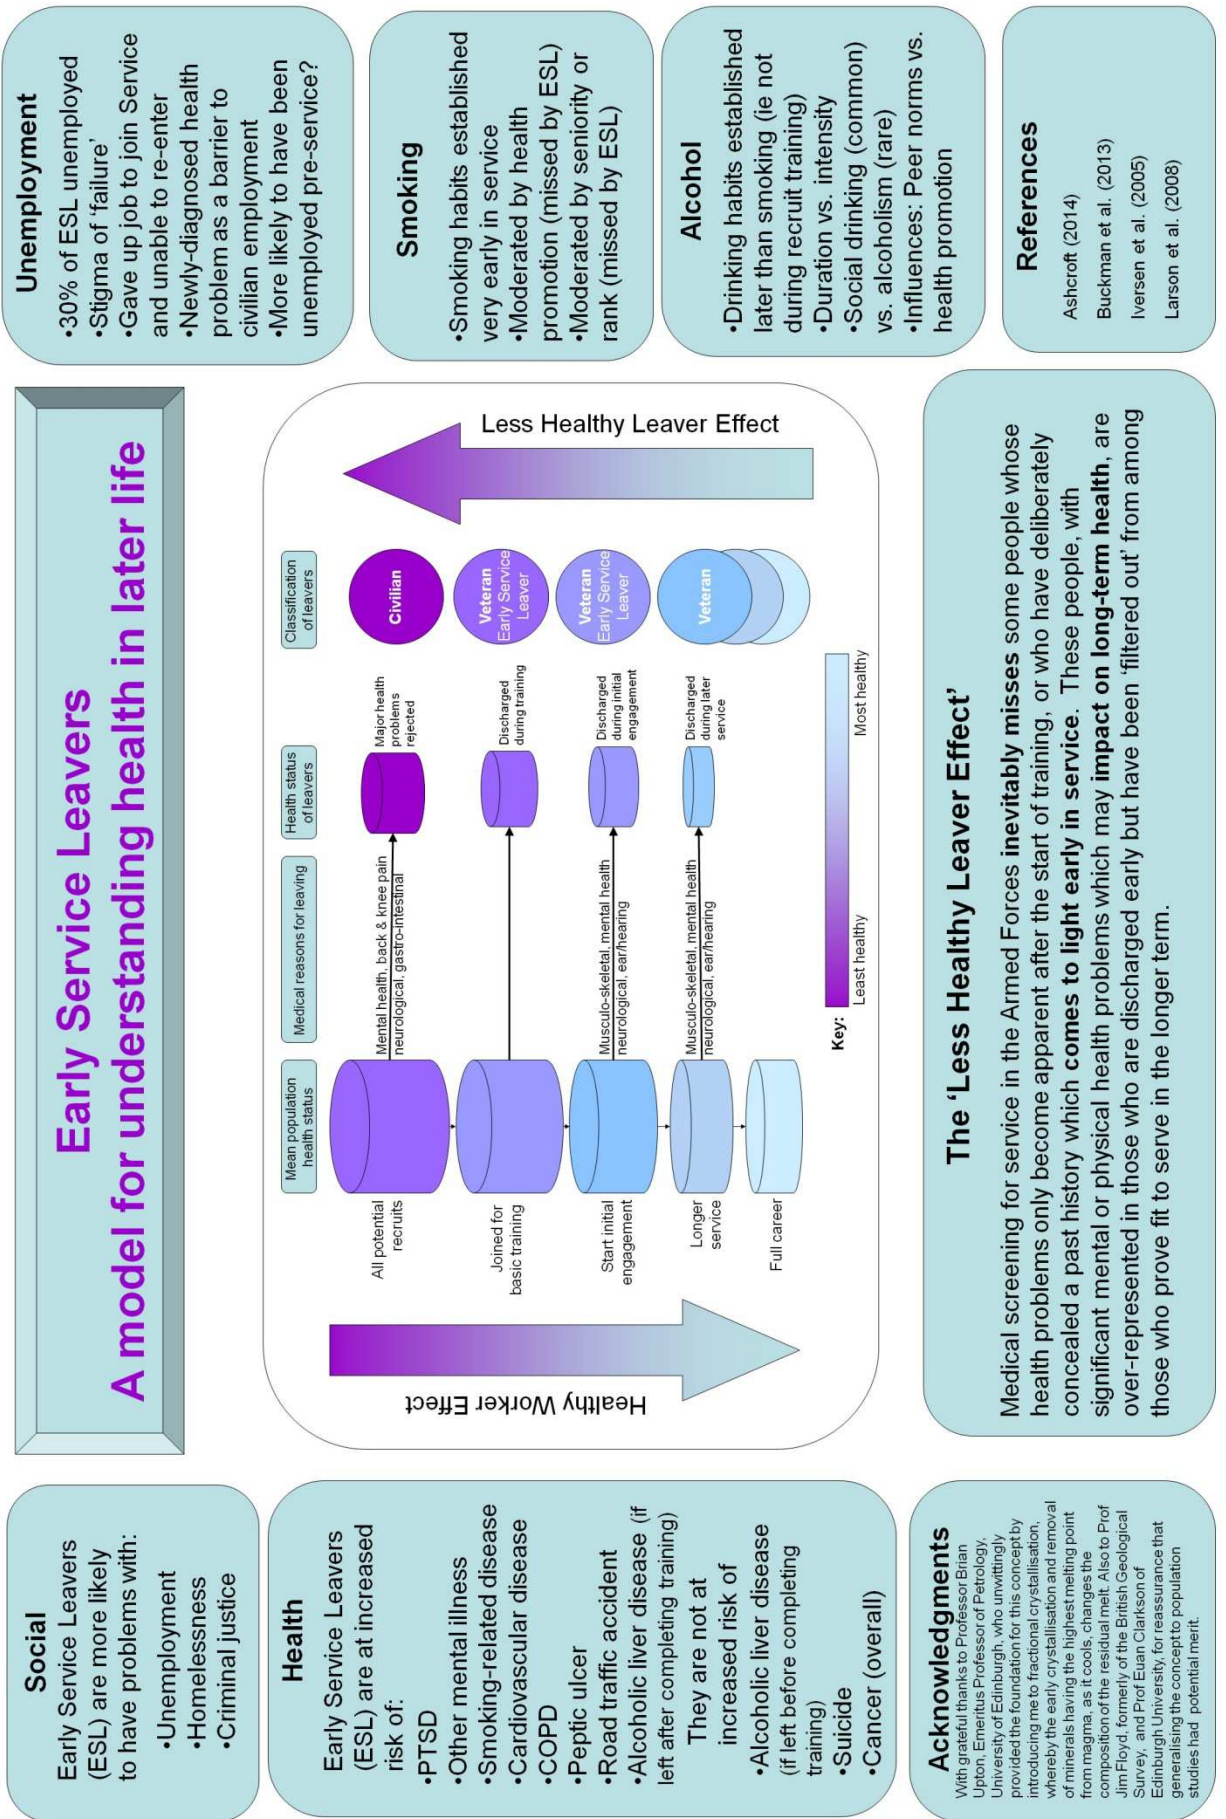 Early Service Leavers
A model for understanding health in later life
Social
Early Service Leavers
(ESL) are more likely
to have problems with:
•Unemployment
•Homelessness
•Criminal justice
Health
Early Service Leavers
(ESL) are at increased
risk of:
•PTSD
•Other mental illness
•Smoking-related disease
•Cardiovascular disease
•COPD
•Peptic ulcer
•Road traffic accident
•Alcoholic liver disease (if
left after completing training)
They are not at
increased risk of
•Alcoholic liver disease
(if left before completing
training)
•Suicide
•Cancer (overall)
Acknowledgments
With grateful thanks to Professor Brian
Upton, Emeritus Professor of Petrology,
University of Edinburgh, who unwittingly
provided the foundation for this concept by
introducing me to fractional crystallisation,
whereby the early crystallisation and removal
of minerals having the highest melting point
from magma, as it cools, changes the
composition of the residual melt. Also to Prof
Jim Floyd, formerly of the British Geological
Survey, and Prof Euan Clarkson of
Edinburgh University, for reassurance that
generalising the concept to population
studies had potential merit.
Healthy Worker Effect
Mean population
health status
Medical reasons for leaving
Health status
of leavers
Classification
of leavers
All potential
recruits
Mental health, back & knee pain
neurological, gastro-intestinal
Major health
problems
rejected
Civilian
Joined for
basic training
Discharged
during training
Veteran
Early Service
Leaver
Start initial
engagement
Musculo-skeletal, mental health
neurological, ear/hearing
Discharged
during initial
engagement
Veteran
Early Service
Leaver
Longer
service
Musculo-skeletal, mental health
neurological, ear/hearing
Discharged
during later
service
Veteran
Full career
Key:
Least healthy
Most healthy
Less Healthy Leaver Effect
The ‘Less Healthy Leaver Effect’
Medical screening for service in the Armed Forces inevitably misses some people whose
health problems only become apparent after the start of training, or who have deliberately
concealed a past history which comes to light early in service. These people, with
significant mental or physical health problems which may impact on long-term health, are
over-represented in those who are discharged early but have been ‘filtered out’ from among
those who prove fit to serve in the longer term.
Unemployment
•30% of ESL unemployed
•Stigma of ‘failure’
•Gave up job to join Service
and unable to re-enter
•Newly-diagnosed health
problem as a barrier to
civilian employment
•More likely to have been
unemployed pre-service?
Smoking
•Smoking habits established
very early in service
•Moderated by health
promotion (missed by ESL)
•Moderated by seniority or
rank (missed by ESL)
Alcohol
•Drinking habits established
later than smoking (ie not
during recruit training)
•Duration vs. intensity
•Social drinking (common)
vs. alcoholism (rare)
•Influences: Peer norms vs.
health promotion
References
Ashcroft (2014)
Buckman et al. (2013)
Iversen et al. (2005)
Larson et al. (2008)